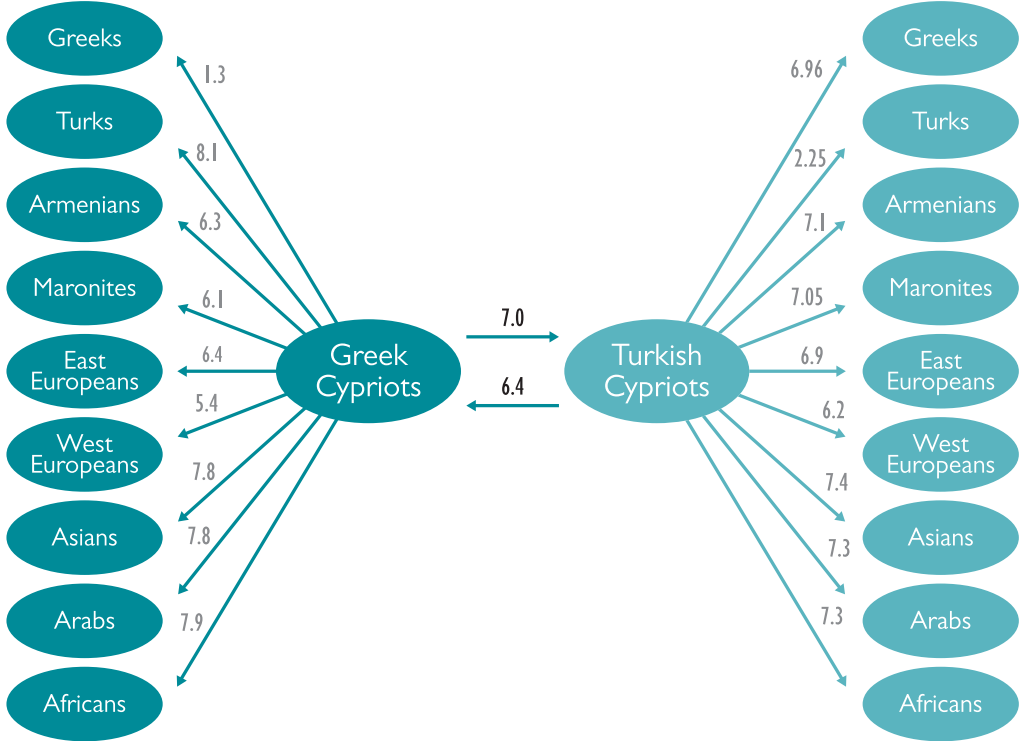 Greeks
1.3
Turks
8.1
Armenians
6.3
Maronites
6.1
East
Europeans
6.4
West
Europeans
5.4
Asians
7.8
Arabs
7.8
Africans
7.9
Greek
Cypriots
7.0
6.4
Turkish
Cypriots
6.96
Greeks
2.25
Turks
7.1
Armenians
7.05
Maronites
6.9
East
Europeans
6.2
West
Europeans
7.4
Asians
7.3
Arabs
7.3
Africans